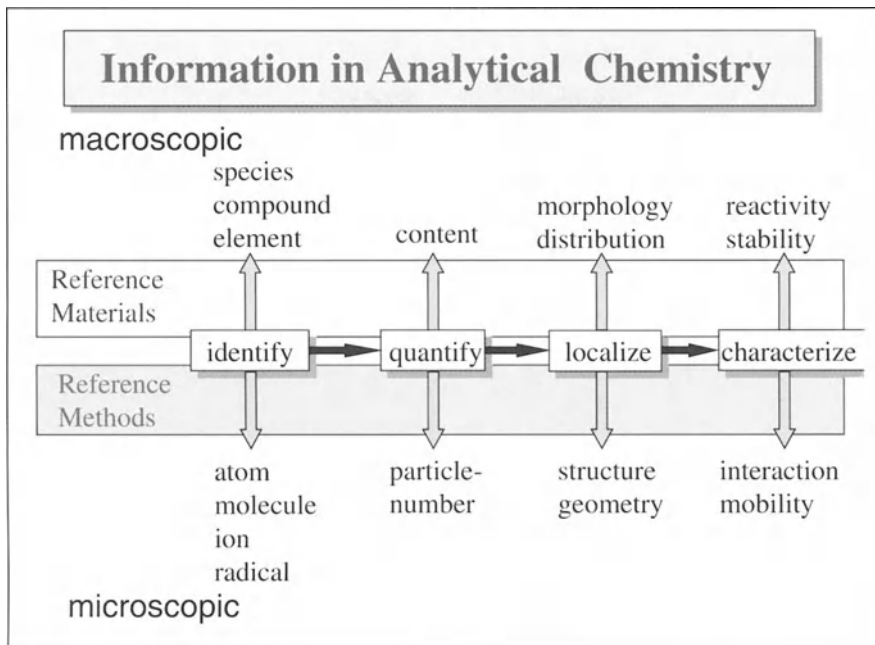 Information in Analytical Chemistry
macroscopic
species
compound
element
content
morphology
distribution
reactivity
stability
Reference
Materials
identify
quantify
localize
characterize
Reference
Methods
atom
molecule
ion
radical
particle-
number
structure
geometry
interaction
mobility
microscopic